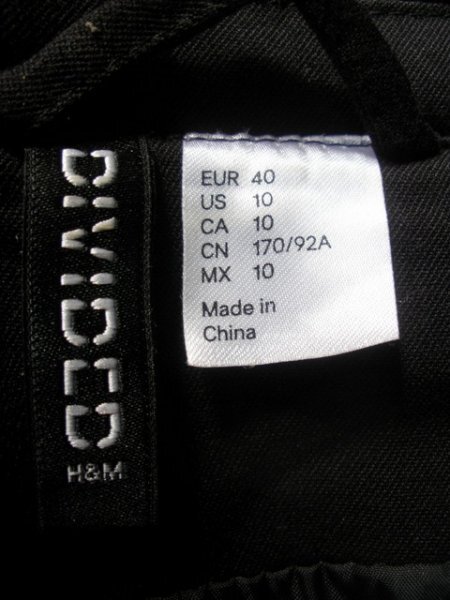 DIVIDED
H&M
EUR 40
US 10
CA 10
CN 170/92A
MX 10
Made in
China